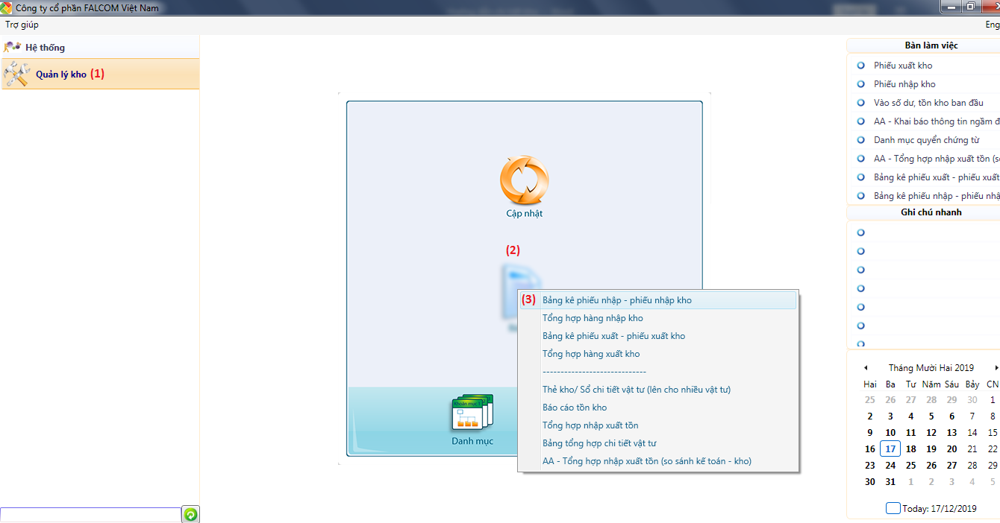 Công ty cổ phần FALCOM Việt Nam
Trợ giúp
Eng
Hệ thống
Quản lý kho (1)
Cập nhật
(2)
(3) Bảng kê phiếu nhập - phiếu nhập kho
Tổng hợp hàng nhập kho
Bảng kê phiếu xuất - phiếu xuất kho
Tổng hợp hàng xuất kho
----------------------------
Thẻ kho/ Sổ chi tiết vật tư (lên cho nhiều vật tư)
Báo cáo tồn kho
Tổng hợp nhập xuất tồn
Bảng tổng hợp chi tiết vật tư
AA - Tổng hợp nhập xuất tồn (so sánh kế toán - kho)
Khoản mục 1
Danh mục
Bàn làm việc
Phiếu xuất kho
Phiếu nhập kho
Vào số dư, tồn kho ban đầu
AA - Khai báo thông tin ngầm đ
Danh mục quyển chứng từ
AA - Tổng hợp nhập xuất tồn (s
Bảng kê phiếu xuất - phiếu xuất
Bảng kê phiếu nhập - phiếu nhậ
Ghi chú nhanh
Tháng Mười Hai 2019
Hai Ba Tư Năm Sáu Bảy CN
25 26 27 28 29 30 1
2 3 4 5 6 7 8
9 10 11 12 13 14 15
16 17 18 19 20 21 22
23 24 25 26 27 28 29
30 31 1 2 3 4 5
Today: 17/12/2019